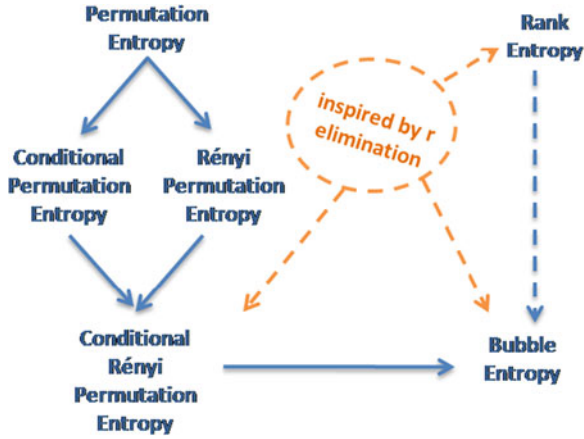 Permutation
Entropy
Rank
Entropy
inspired by r
elimination
Conditional
Permutation
Entropy
Rényi
Permutation
Entropy
Conditional
Rényi
Permutation
Entropy
Bubble
Entropy